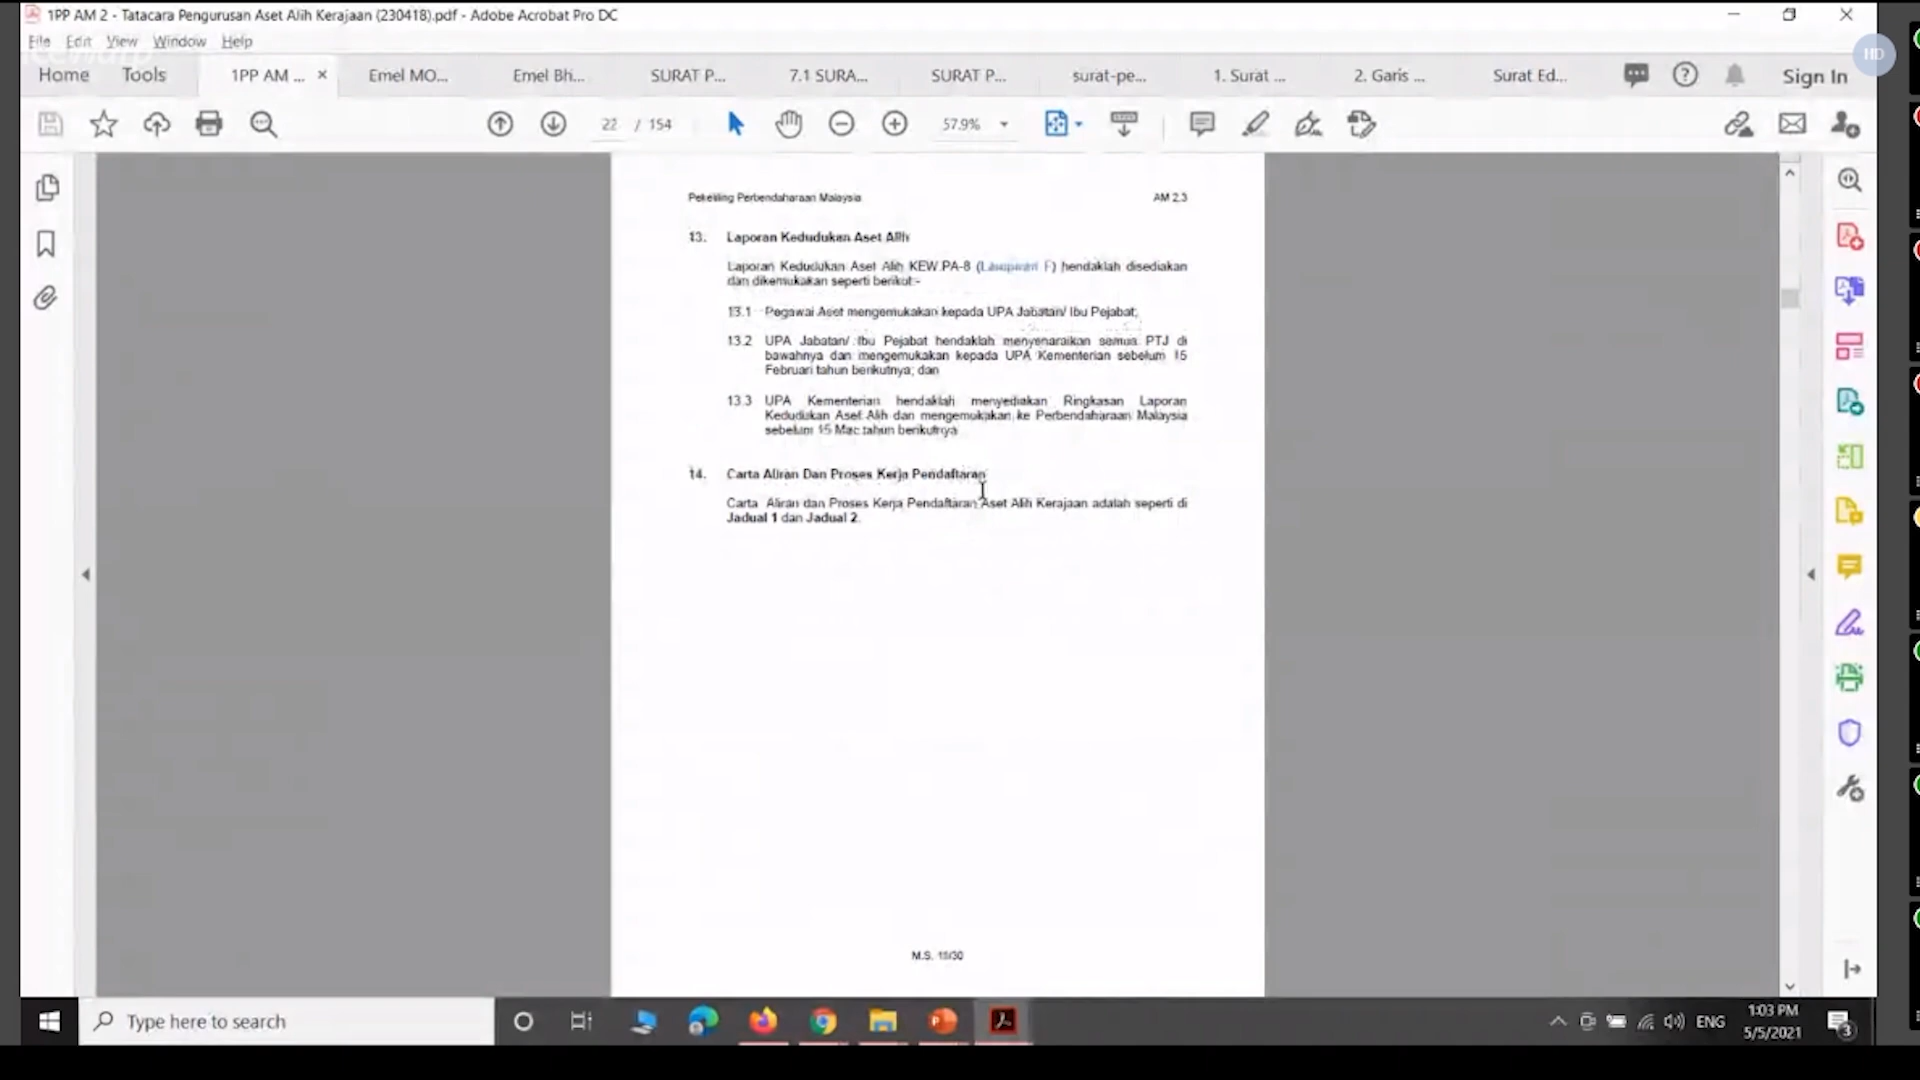 1PP AM 2 - Tatacara Pengurusan Aset Alih Kerajaan (230418).pdf - Adobe Acrobat Pro DC
File Edit View Window Help
HD
Home Tools 1PP AM ... × Emel MO... Emel Bh... SURAT P... 7.1 SURA... SURAT P... surat-pe... 1. Surat ... 2. Garis ... Surat Ed... Sign In
22 / 154 57.9%
Pekeliling Perbendaharaan Malaysia AM 2.3
13. Laporan Kedudukan Aset Alih
Laporan Kedudukan Aset Alih KEW.PA-8 (Lampiran F) hendaklah disediakan
dan dikemukakan seperti berikut:-
13.1 Pegawai Aset mengemukakan kepada UPA Jabatan/ Ibu Pejabat;
13.2 UPA Jabatan/ Ibu Pejabat hendaklah menyenaraikan semua PTJ di
bawahnya dan mengemukakan kepada UPA Kementerian sebelum 15
Februari tahun berikutnya; dan
13.3 UPA Kementerian hendaklah menyediakan Ringkasan Laporan
Kedudukan Aset Alih dan mengemukakan ke Perbendaharaan Malaysia
sebelum 15 Mac tahun berikutnya
14. Carta Aliran Dan Proses Kerja Pendaftaran
Carta Aliran dan Proses Kerja Pendaftaran Aset Alih Kerajaan adalah seperti di
Jadual 1 dan Jadual 2.
M.S.
Type here to search
ENG
1:03 PM
5/5/2021
3